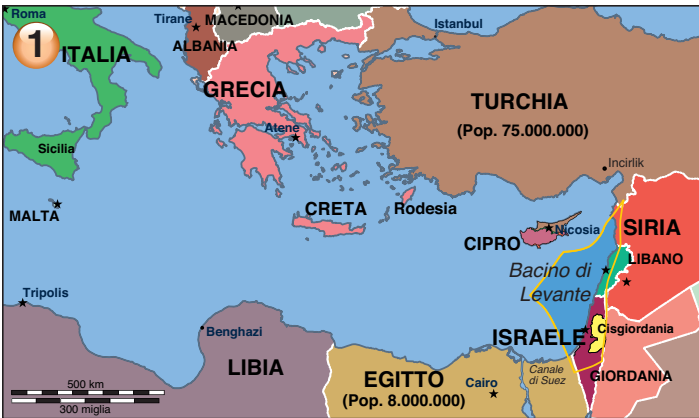 Roma
1
ITALIA
Tirane
MACEDONIA
ALBANIA
Istanbul
GRECIA
TURCHIA
(Pop. 75.000.000)
Atene
Sicilia
Incirlik
MALTA
CRETA
Rodesia
Nicosia
CIPRO
SIRIA
LIBANO
Bacino di
Levante
Tripolis
Benghazi
ISRAELE
Cisgiordania
LIBIA
EGITTO
(Pop. 8.000.000)
Cairo
Canale
di Suez
GIORDANIA
500 km
300 miglia